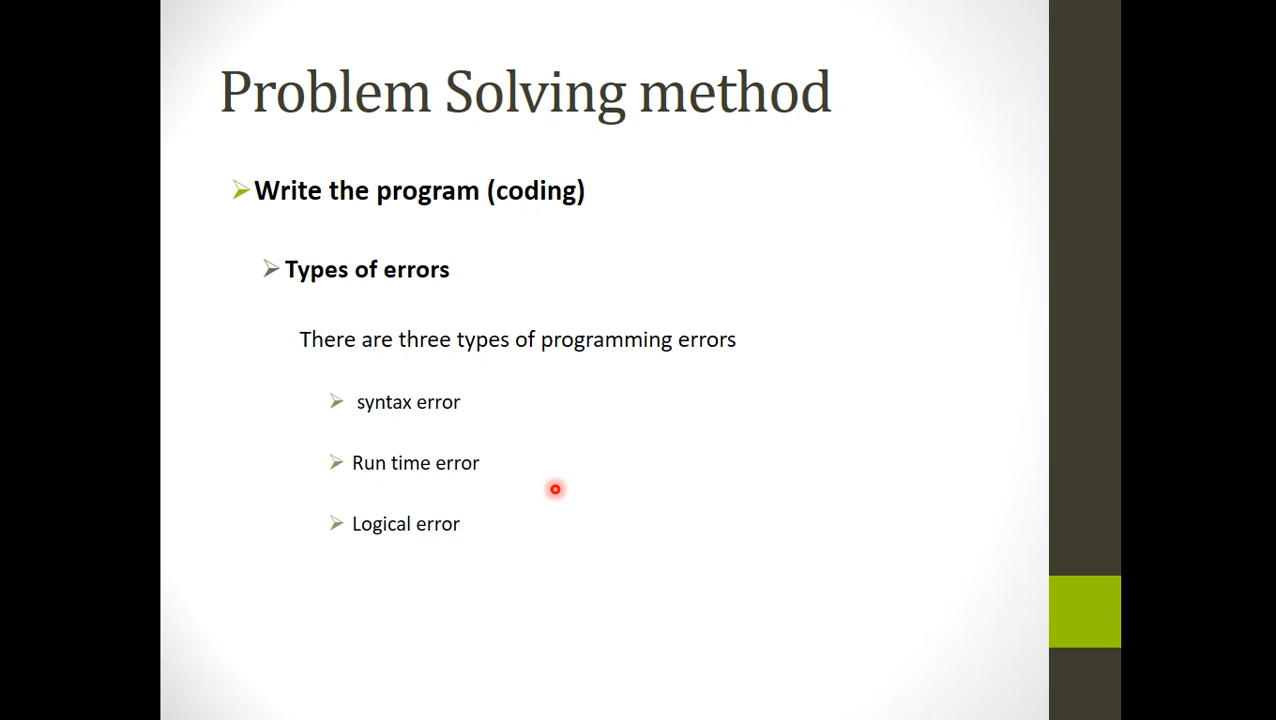 Problem Solving method
Write the program (coding)
Types of errors
There are three types of programming errors
syntax error
Run time error
Logical error